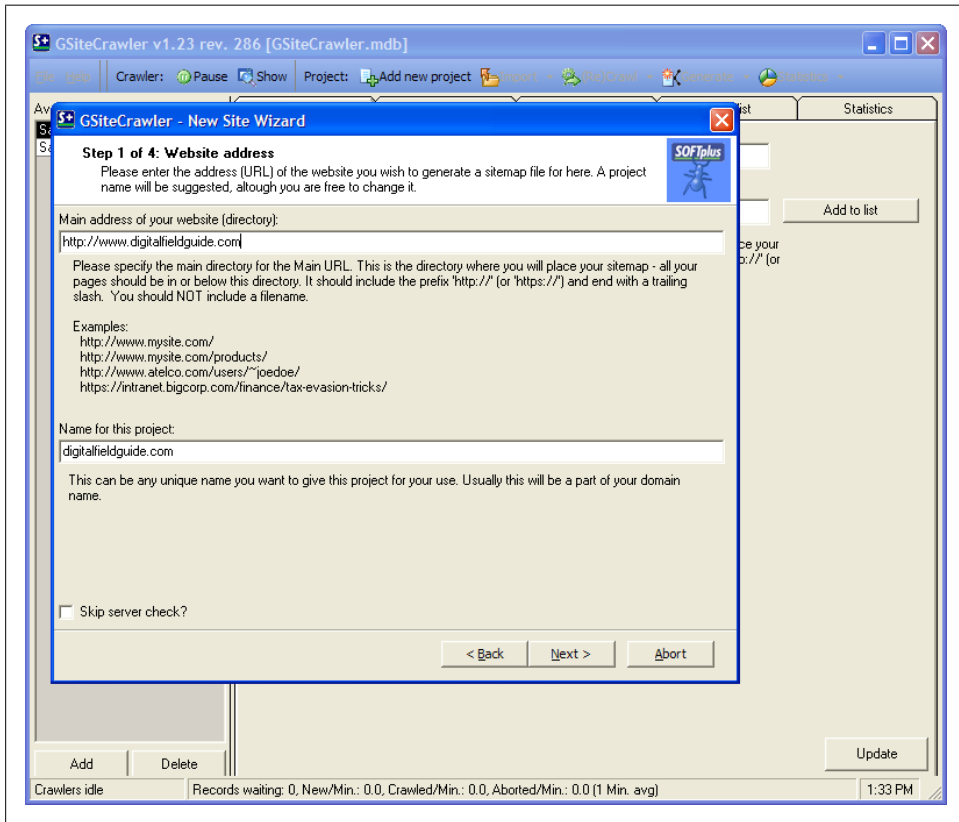 GSiteCrawler v1.23 rev. 286 [GSiteCrawler.mdb]
Crawler: Pause Show Project: Add new project
Statistics
Add to list
GSiteCrawler - New Site Wizard
Step 1 of 4: Website address
Please enter the address (URL) of the website you wish to generate a sitemap file for here. A project
name will be suggested, altough you are free to change it.
SOFTplus
Main address of your website (directory):
http://www.digitalfieldguide.com
Please specify the main directory for the Main URL. This is the directory where you will place your sitemap - all your
pages should be in or below this directory. It should include the prefix 'http://' (or 'https://') and end with a trailing
slash. You should NOT include a filename.
Examples:
http://www.mysite.com/
http://www.mysite.com/products/
http://www.atelco.com/users/~joedoe/
https://intranet.bigcorp.com/finance/tax-evasion-tricks/
Name for this project:
digitalfieldguide.com
This can be any unique name you want to give this project for your use. Usually this will be a part of your domain
name.
Skip server check?
< Back Next > Abort
Add Delete
Update
Crawlers idle Records waiting: 0, New/Min.: 0.0, Crawled/Min.: 0.0, Aborted/Min.: 0.0 (1 Min. avg) 1:33 PM